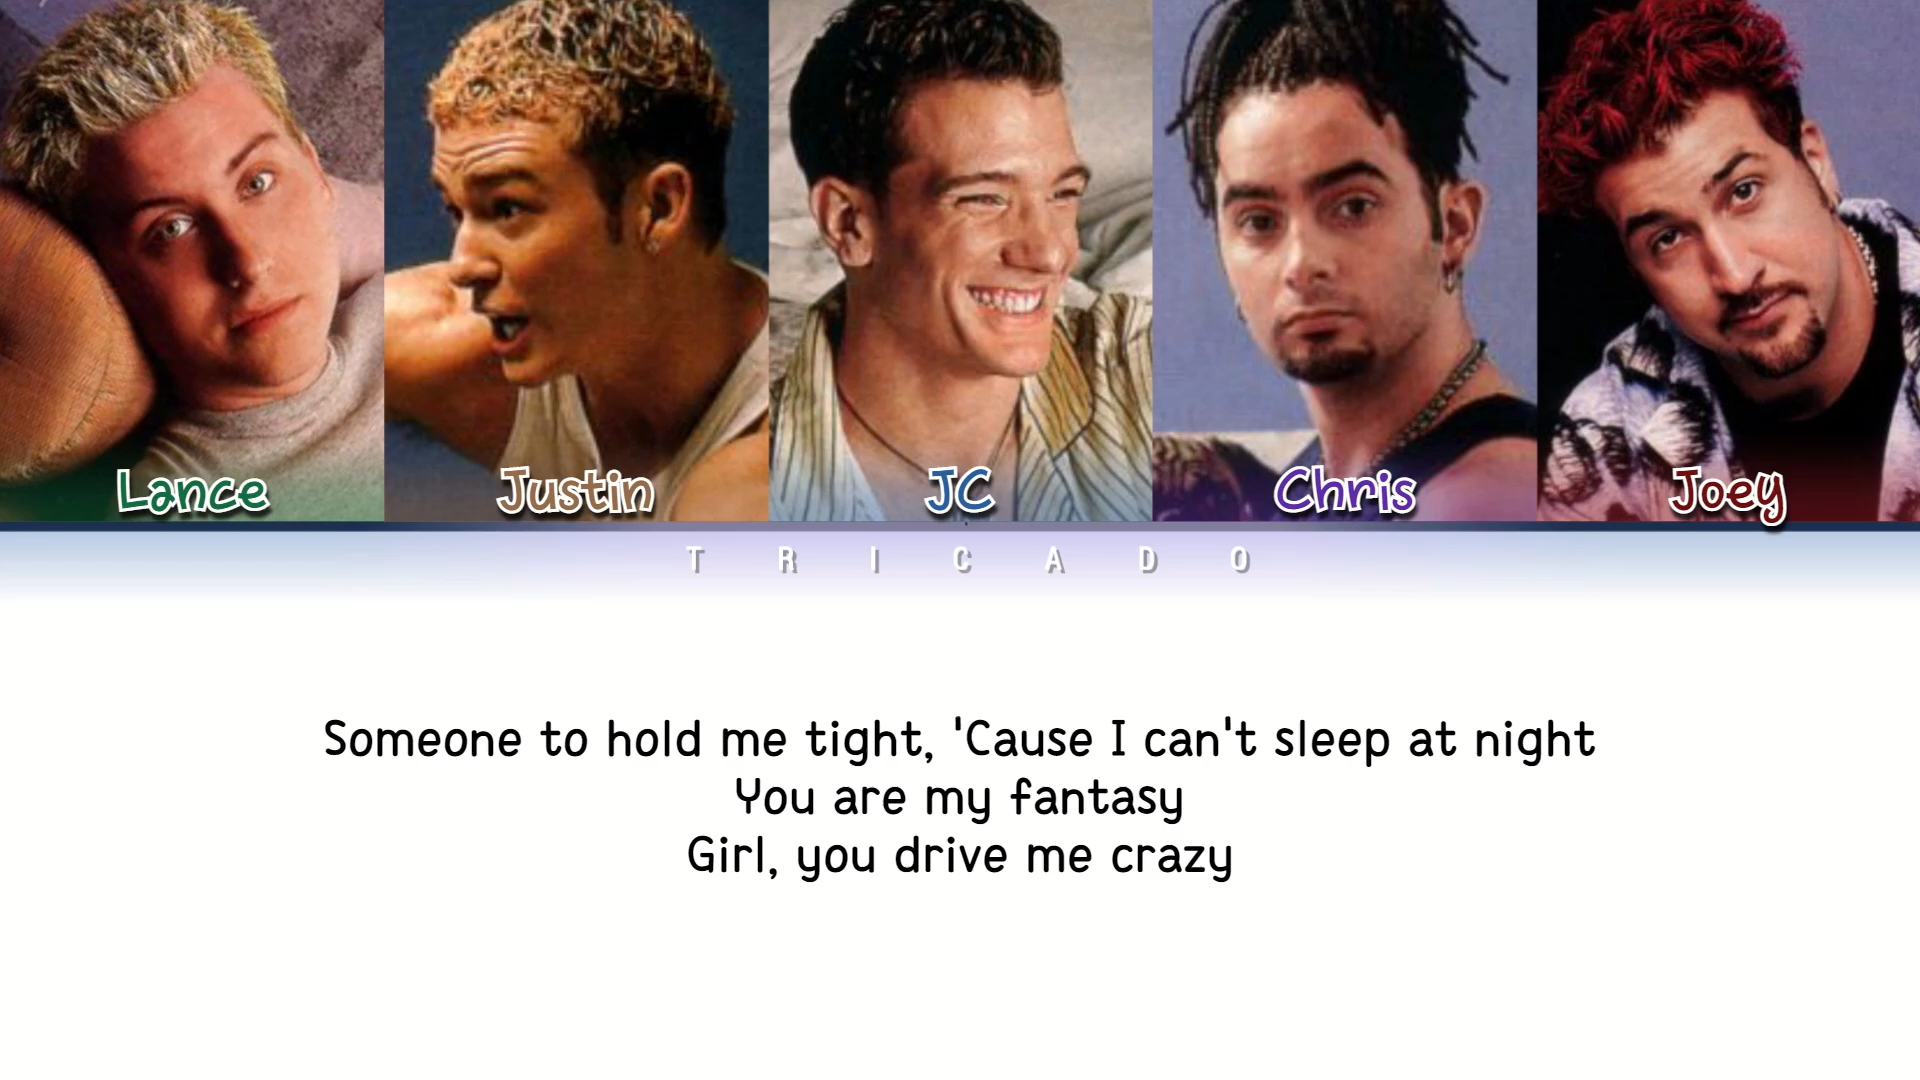 Lance Justin JC Chris Joey
TRICADO
Someone to hold me tight, 'Cause I can't sleep at night
You are my fantasy
Girl, you drive me crazy